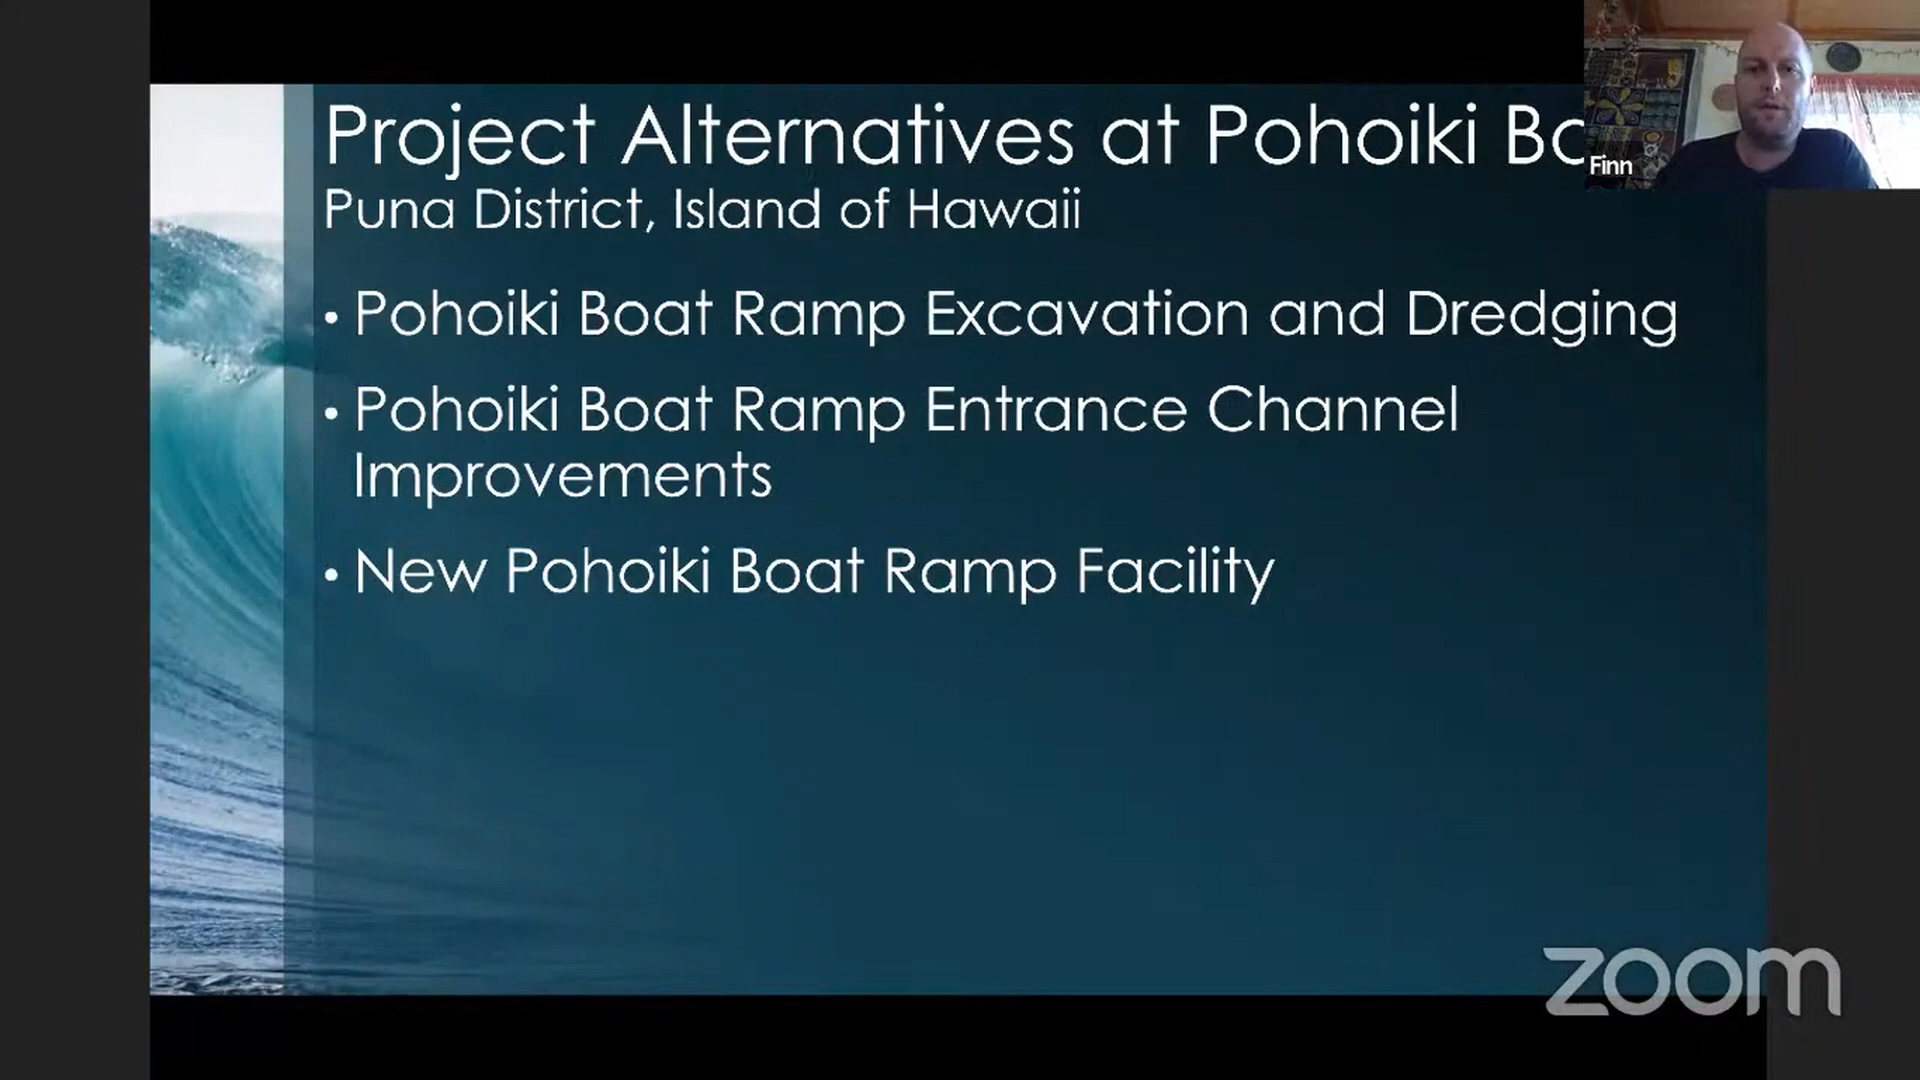 Project Alternatives at Pohoiki
Puna District, Island of Hawaii
• Pohoiki Boat Ramp Excavation and Dredging
• Pohoiki Boat Ramp Entrance Channel
Improvements
• New Pohoiki Boat Ramp Facility
Finn
zoom